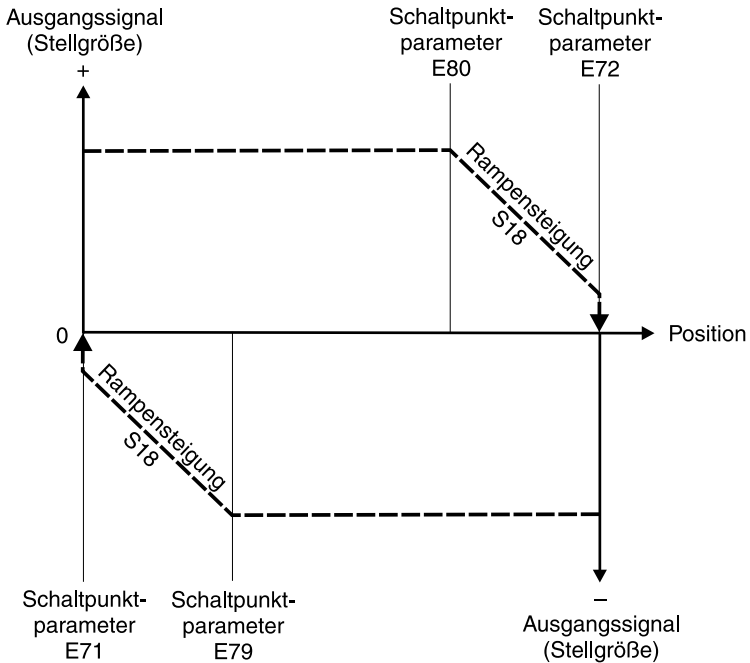 Ausgangssignal
(Stellgröße)
+
Schaltpunkt-
parameter
E80
Schaltpunkt-
parameter
E72
Rampensteigung
S18
0
Position
Rampensteigung
S18
Schaltpunkt-
parameter
E71
Schaltpunkt-
parameter
E79
–
Ausgangssignal
(Stellgröße)